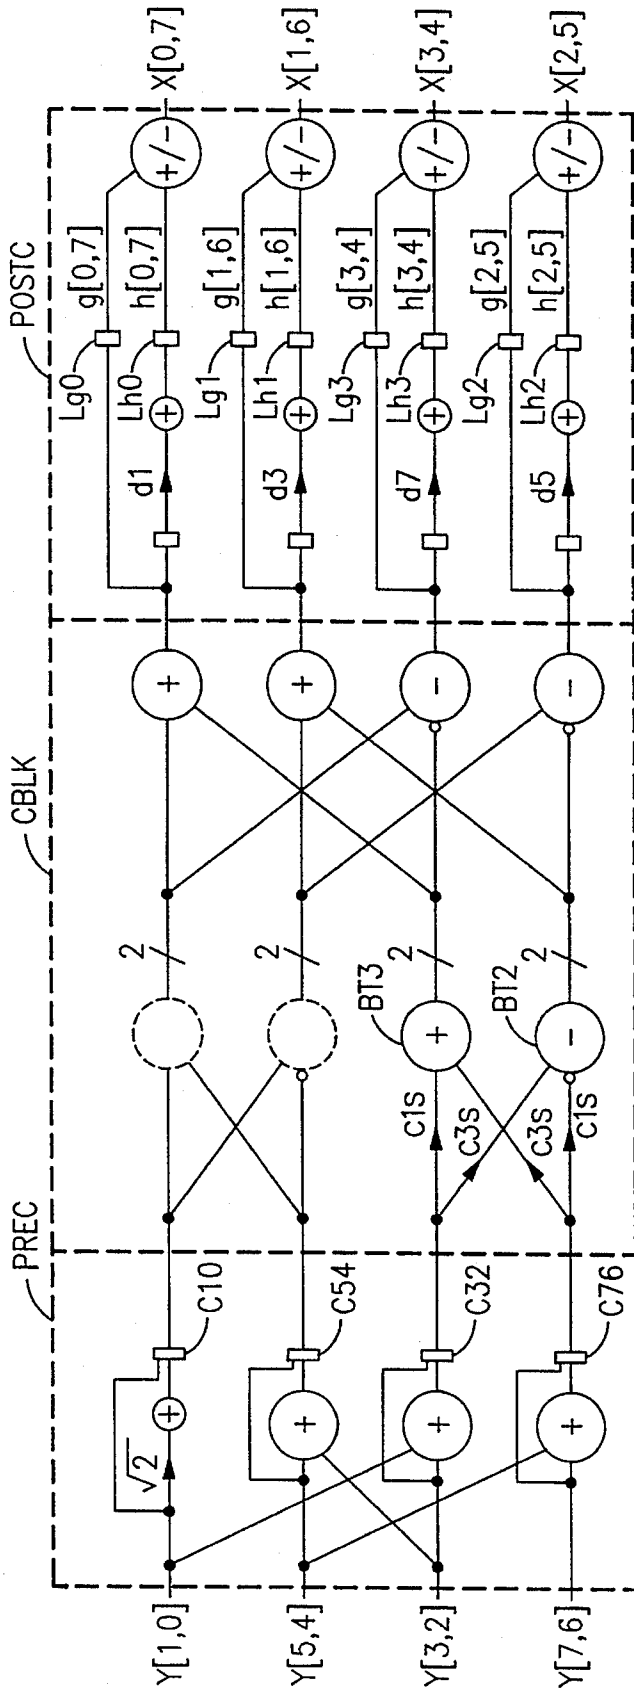 PREC
CBLK
POSTC
Y[1,0]
√2
+
C10
2
+
d1
+
Lg0
Lh0
g[0,7]
h[0,7]
+/-
X[0,7]
Y[5,4]
+
C54
2
+
d3
+
Lg1
Lh1
g[1,6]
h[1,6]
+/-
X[1,6]
Y[3,2]
+
C32
c1s
c3s
+
BT3
2
-
d7
+
Lg3
Lh3
g[3,4]
h[3,4]
+/-
X[3,4]
Y[7,6]
+
C76
c3s
c1s
-
BT2
2
-
d5
+
Lg2
Lh2
g[2,5]
h[2,5]
+/-
X[2,5]